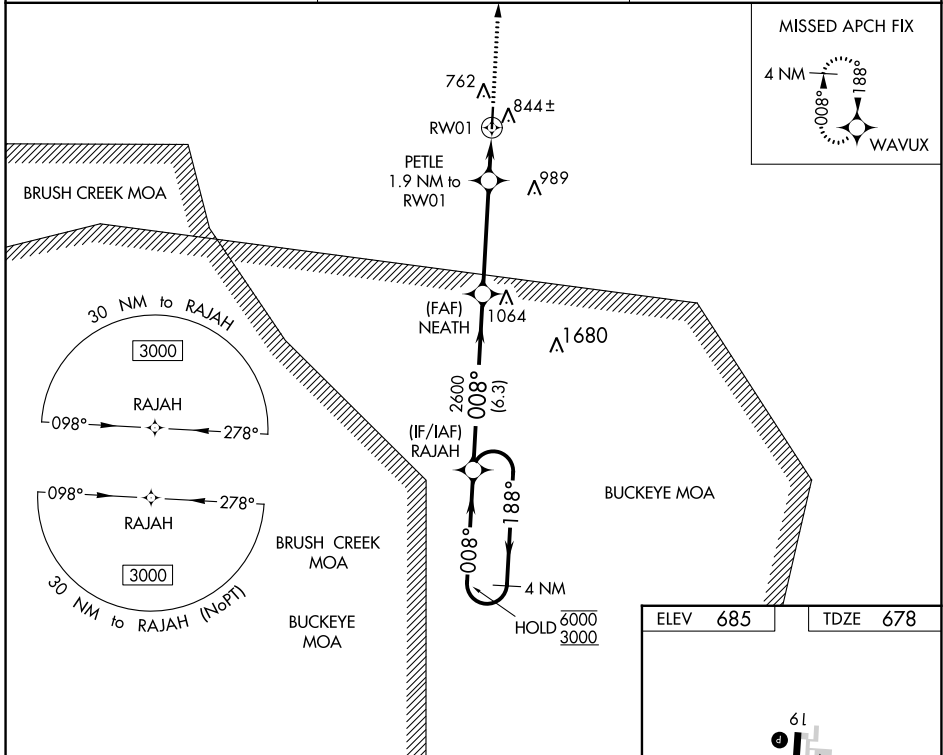 MISSED APCH FIX
4 NM
188°
008°
WAVUX
762
844±
RW01
PETLE
1.9 NM to
RW01
989
BRUSH CREEK MOA
(FAF)
NEATH
1064
1680
30 NM to RAJAH
3000
RAJAH
098°
278°
2600
008°
(6.3)
(IF/IAF)
RAJAH
188°
008°
BUCKEYE MOA
098°
278°
RAJAH
3000
30 NM to RAJAH (NoPT)
BRUSH CREEK
MOA
BUCKEYE
MOA
4 NM
HOLD 6000
3000
ELEV 685
TDZE 678
19
P